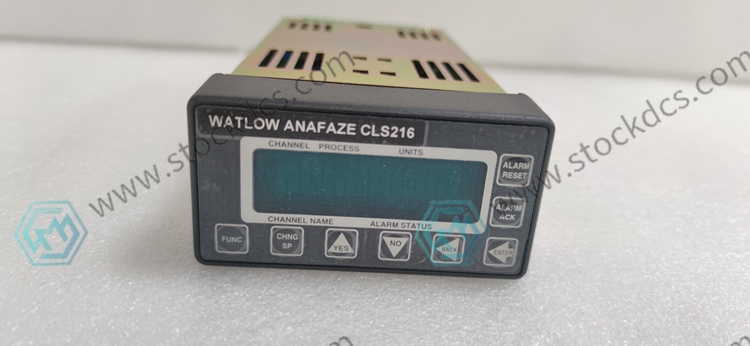 WATLOW ANAFAZE CLS216
CHANNEL PROCESS UNITS
ALARM
RESET
ALARM
ACK
CHANNEL NAME ALARM STATUS
FUNC
CHNG
SP
YES
NO
BACK
ENTER
www.stockdcs.com
www.stockdcs.com